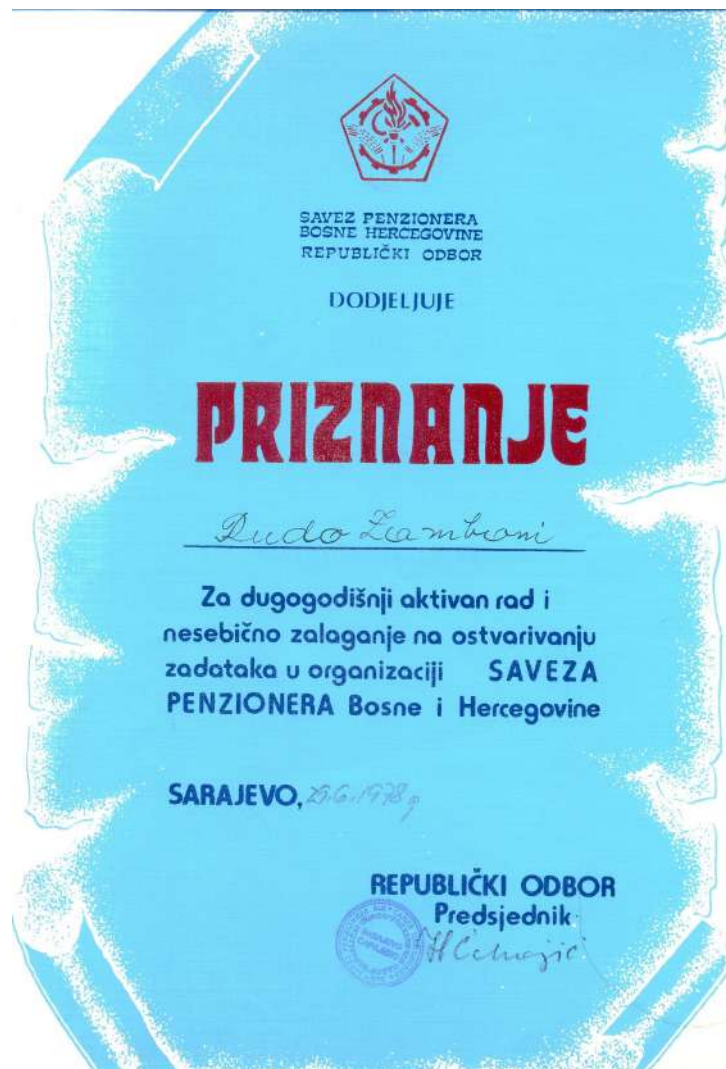 SAVEZ PENZIONERA
BOSNE HERCEGOVINE
REPUBLIČKI ODBOR
DODJELJUJE
PRIZNANJE
Dudo Zamboni
Za dugogodišnji aktivan rad i
nesebično zalaganje na ostvarivanju
zadataka u organizaciji SAVEZA
PENZIONERA Bosne i Hercegovine
SARAJEVO, 29.6.1978 g
REPUBLIČKI ODBOR
Predsjednik